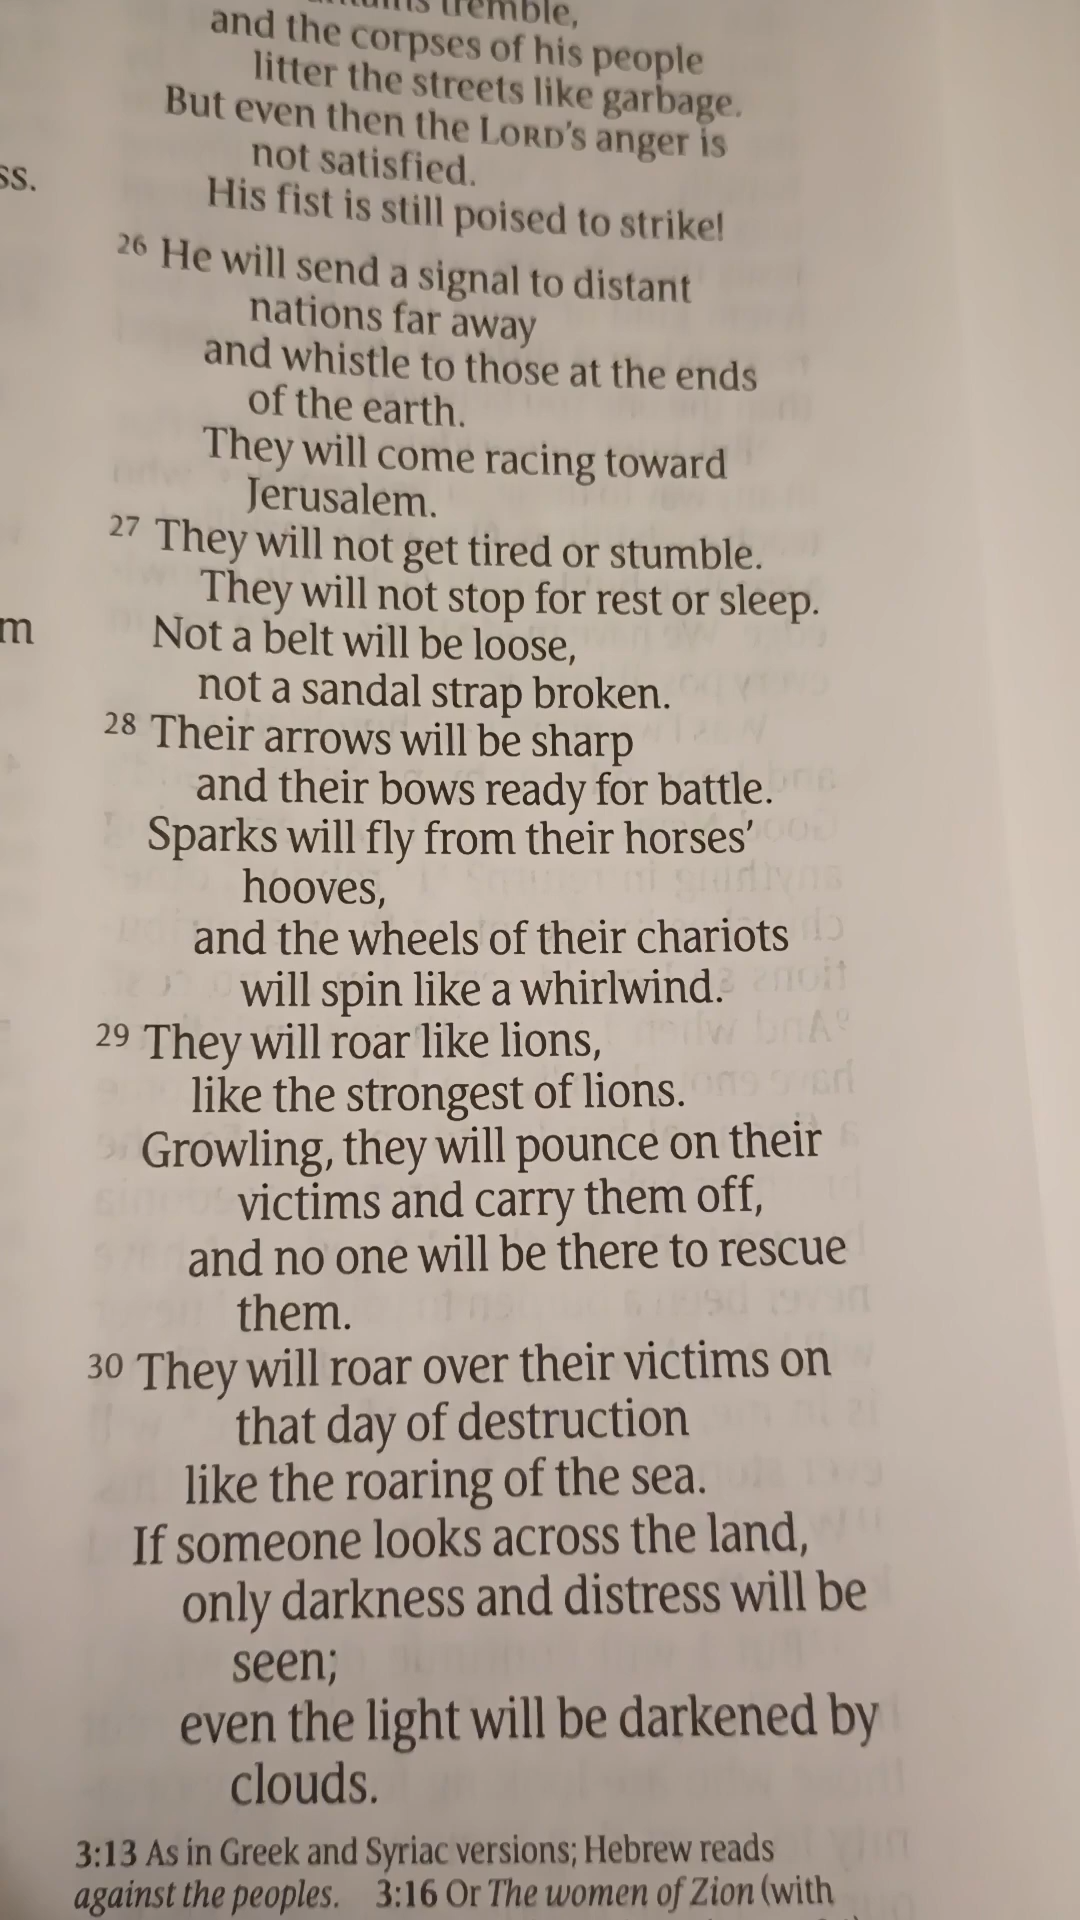 tremble,
and the corpses of his people
litter the streets like garbage.
But even then the LORD's anger is
not satisfied.
ss.
His fist is still poised to strike!
26 He will send a signal to distant
nations far away
and whistle to those at the ends
of the earth.
They will come racing toward
Jerusalem.
27 They will not get tired or stumble.
They will not stop for rest or sleep.
m
Not a belt will be loose,
not a sandal strap broken.
28 Their arrows will be sharp
and their bows ready for battle.
Sparks will fly from their horses’
hooves,
and the wheels of their chariots
will spin like a whirlwind.
29 They will roar like lions,
like the strongest of lions.
Growling, they will pounce on their
victims and carry them off,
and no one will be there to rescue
them.
30 They will roar over their victims on
that day of destruction
like the roaring of the sea.
If someone looks across the land,
only darkness and distress will be
seen;
even the light will be darkened by
clouds.
3:13 As in Greek and Syriac versions; Hebrew reads
against the peoples. 3:16 Or The women of Zion (with